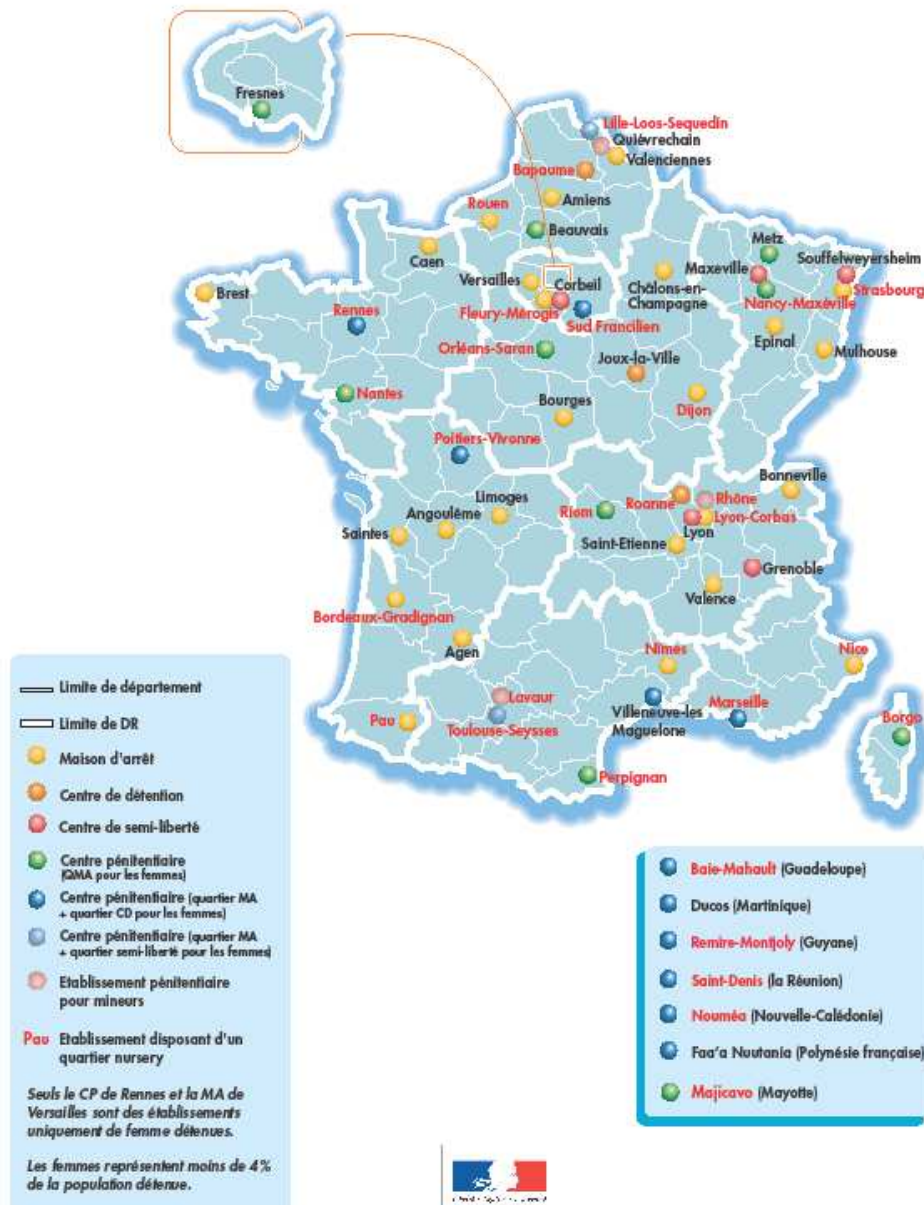 Fresnes
Lille-Loos-Sequedin
Quiévrechain
Valenciennes
Bapaume
Amiens
Rouen
Beauvais
Caen
Metz
Souffelweyersheim
Maxeville
Versailles
Corbeil
Châlons-en-
Champagne
Strasbourg
Nancy-Maxéville
Brest
Fleury-Mérogis
Sud Francilien
Rennes
Epinal
Orléans-Saran
Joux-la-Ville
Mulhouse
Nantes
Bourges
Dijon
Poitiers-Vivonne
Bonneville
Limoges
Roanne
Rhône
Riom
Angoulême
Lyon-Corbas
Lyon
Saintes
Saint-Etienne
Grenoble
Valence
Bordeaux-Gradignan
Agen
Nîmes
Nice
Lavaur
Marseille
Villeneuve-les
Maguelone
Pau
Toulouse-Seysses
Borgo
Perpignan
Limite de département
Limite de DR
Maison d'arrêt
Centre de détention
Centre de semi-liberté
Centre pénitentiaire
(QMA pour les femmes)
Centre pénitentiaire (quartier MA
+ quartier CD pour les femmes)
Centre pénitentiaire (quartier MA
+ quartier semi-liberté pour les femmes)
Etablissement pénitentiaire
pour mineurs
Pau Etablissement disposant d'un
quartier nursery
Seuls le CP de Rennes et la MA de
Versailles sont des établissements
uniquement de femme détenues.
Les femmes représentent moins de 4%
de la population détenue.
Baie-Mahault (Guadeloupe)
Ducos (Martinique)
Remire-Montjoly (Guyane)
Saint-Denis (la Réunion)
Nouméa (Nouvelle-Calédonie)
Faa'a Nuutania (Polynésie française)
Majicavo (Mayotte)